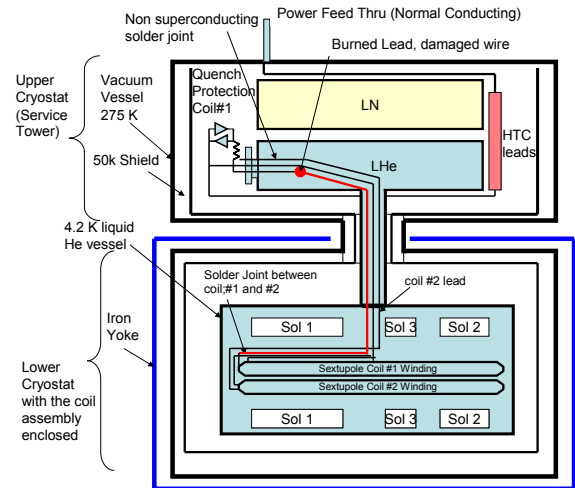 Power Feed Thru (Normal Conducting)
Non superconducting
solder joint
Burned Lead, damaged wire
Upper
Cryostat
(Service
Tower)
Vacuum
Vessel
275 K
Quench
Protection
Coil#1
LN
HTC
leads
50k Shield
LHe
4.2 K liquid
He vessel
Solder Joint between
coil;#1 and #2
coil #2 lead
Iron
Yoke
Sol 1
Sol 3
Sol 2
Sextupole Coil #1 Winding
Sextupole Coil #2 Winding
Lower
Cryostat
with the coil
assembly
enclosed
Sol 1
Sol 3
Sol 2